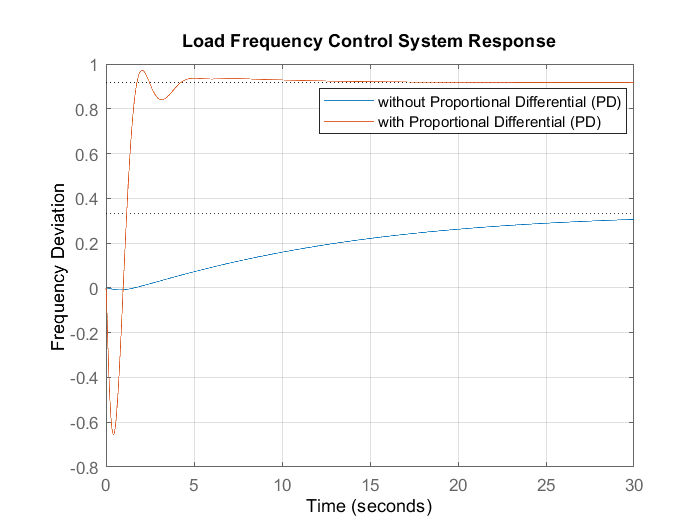 Load Frequency Control System Response
1
0.8
0.6
0.4
0.2
0
-0.2
-0.4
-0.6
-0.8
Frequency Deviation
without Proportional Differential (PD)
with Proportional Differential (PD)
0 5 10 15 20 25 30
Time (seconds)